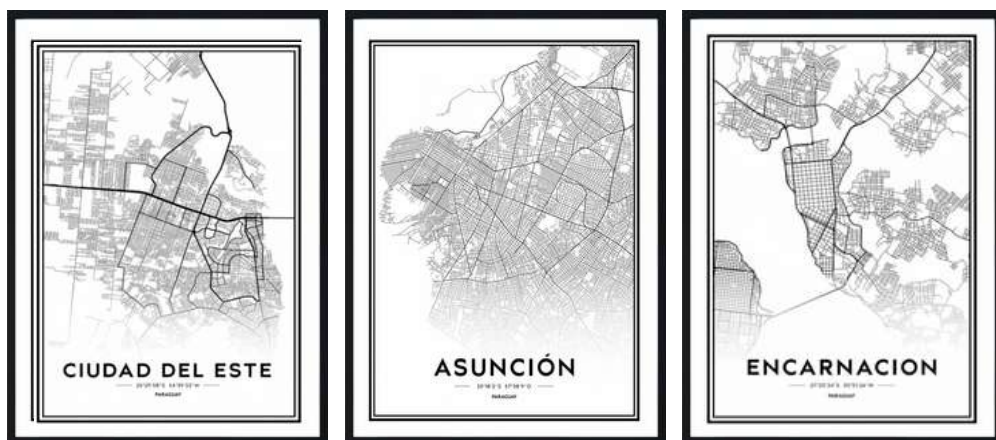 CIUDAD DEL ESTE
PARAGUAY
ASUNCIÓN
PARAGUAY
ENCARNACION
PARAGUAY